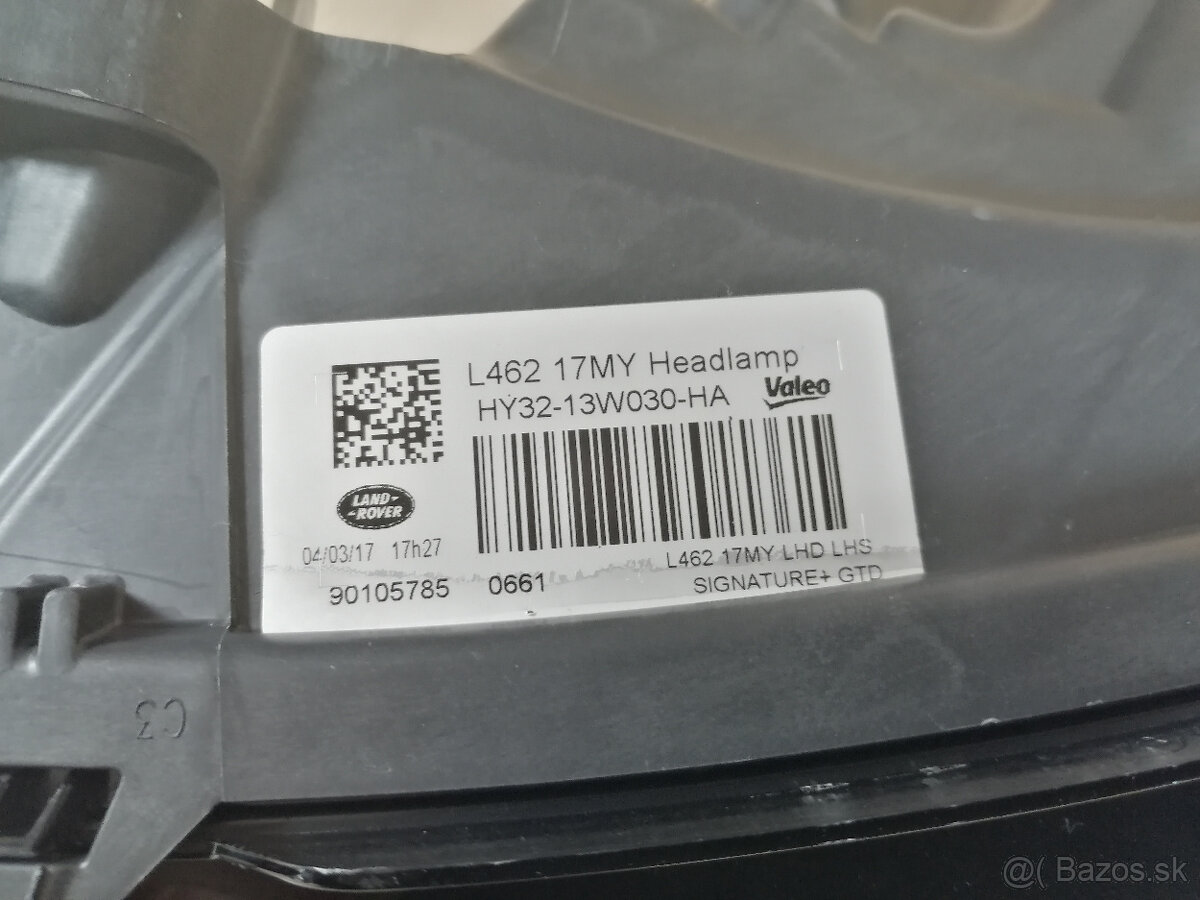 L462 17MY Headlamp
HY32-13W030-HA
Valeo
LAND-
-ROVER
04/03/17 17h27
L462 17MY LHD LHS
90105785 0661
SIGNATURE+ GTD
C3
@( Bazos.sk